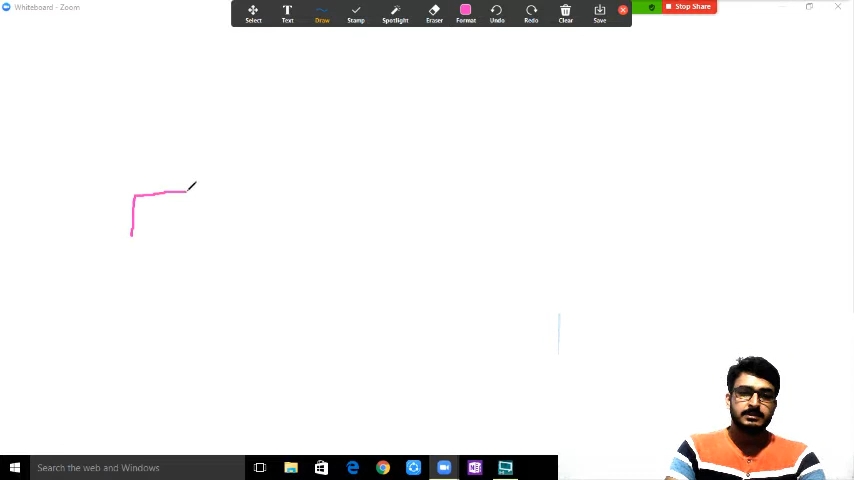 Whiteboard - Zoom
Select Text Draw Stamp Spotlight Eraser Format Undo Redo Clear Save
Stop Share
Search the web and Windows